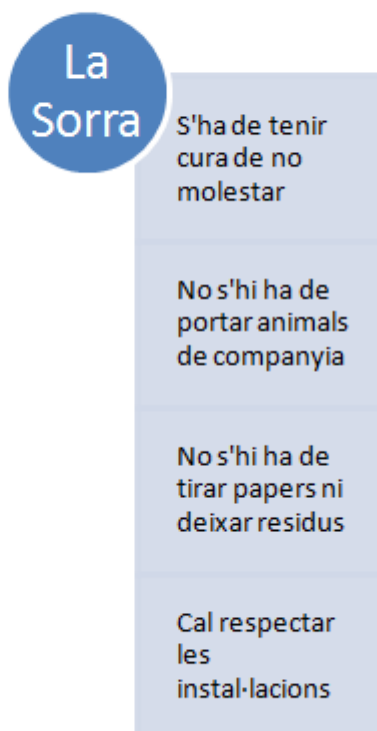 La
Sorra
S'ha de tenir
cura de no
molestar
No s'hi ha de
portar animals
de companyia
No s'hi ha de
tirar papers ni
deixar residus
Cal respectar
les
instal·lacions